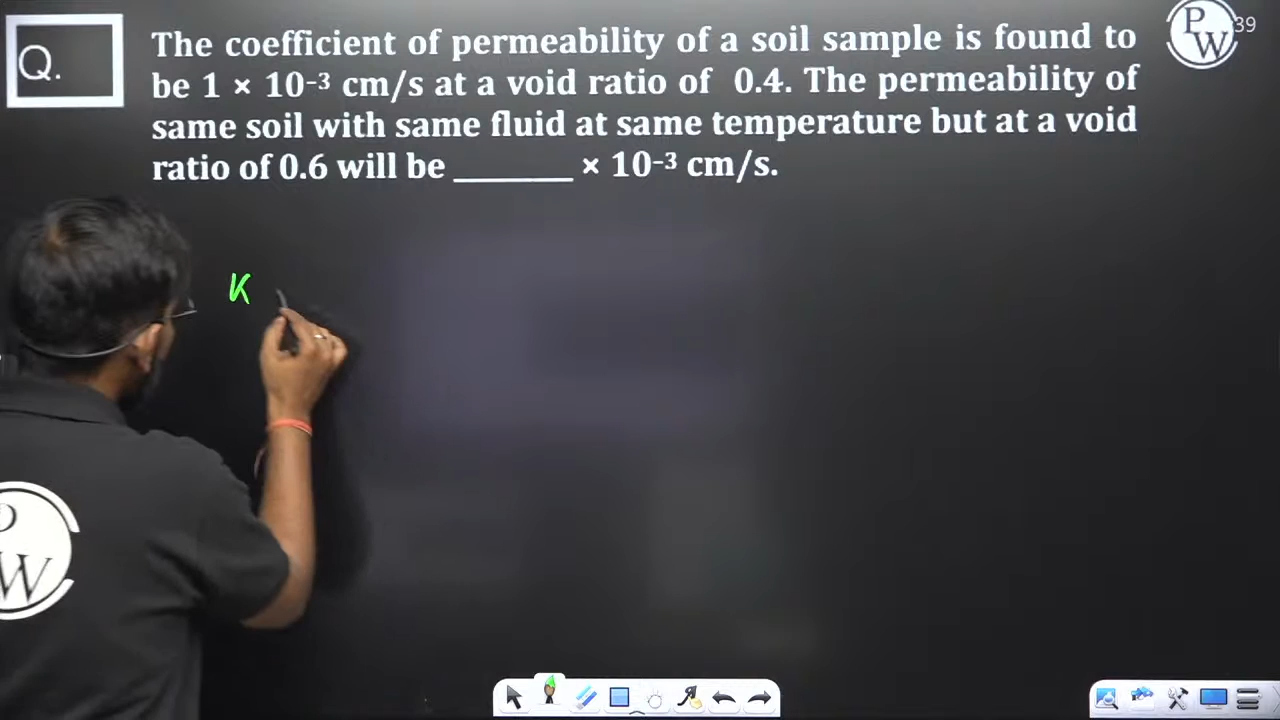 Q.
The coefficient of permeability of a soil sample is found to
be 1 × 10⁻³ cm/s at a void ratio of 0.4. The permeability of
same soil with same fluid at same temperature but at a void
ratio of 0.6 will be _______ × 10⁻³ cm/s.
P
W
39
K
P
W